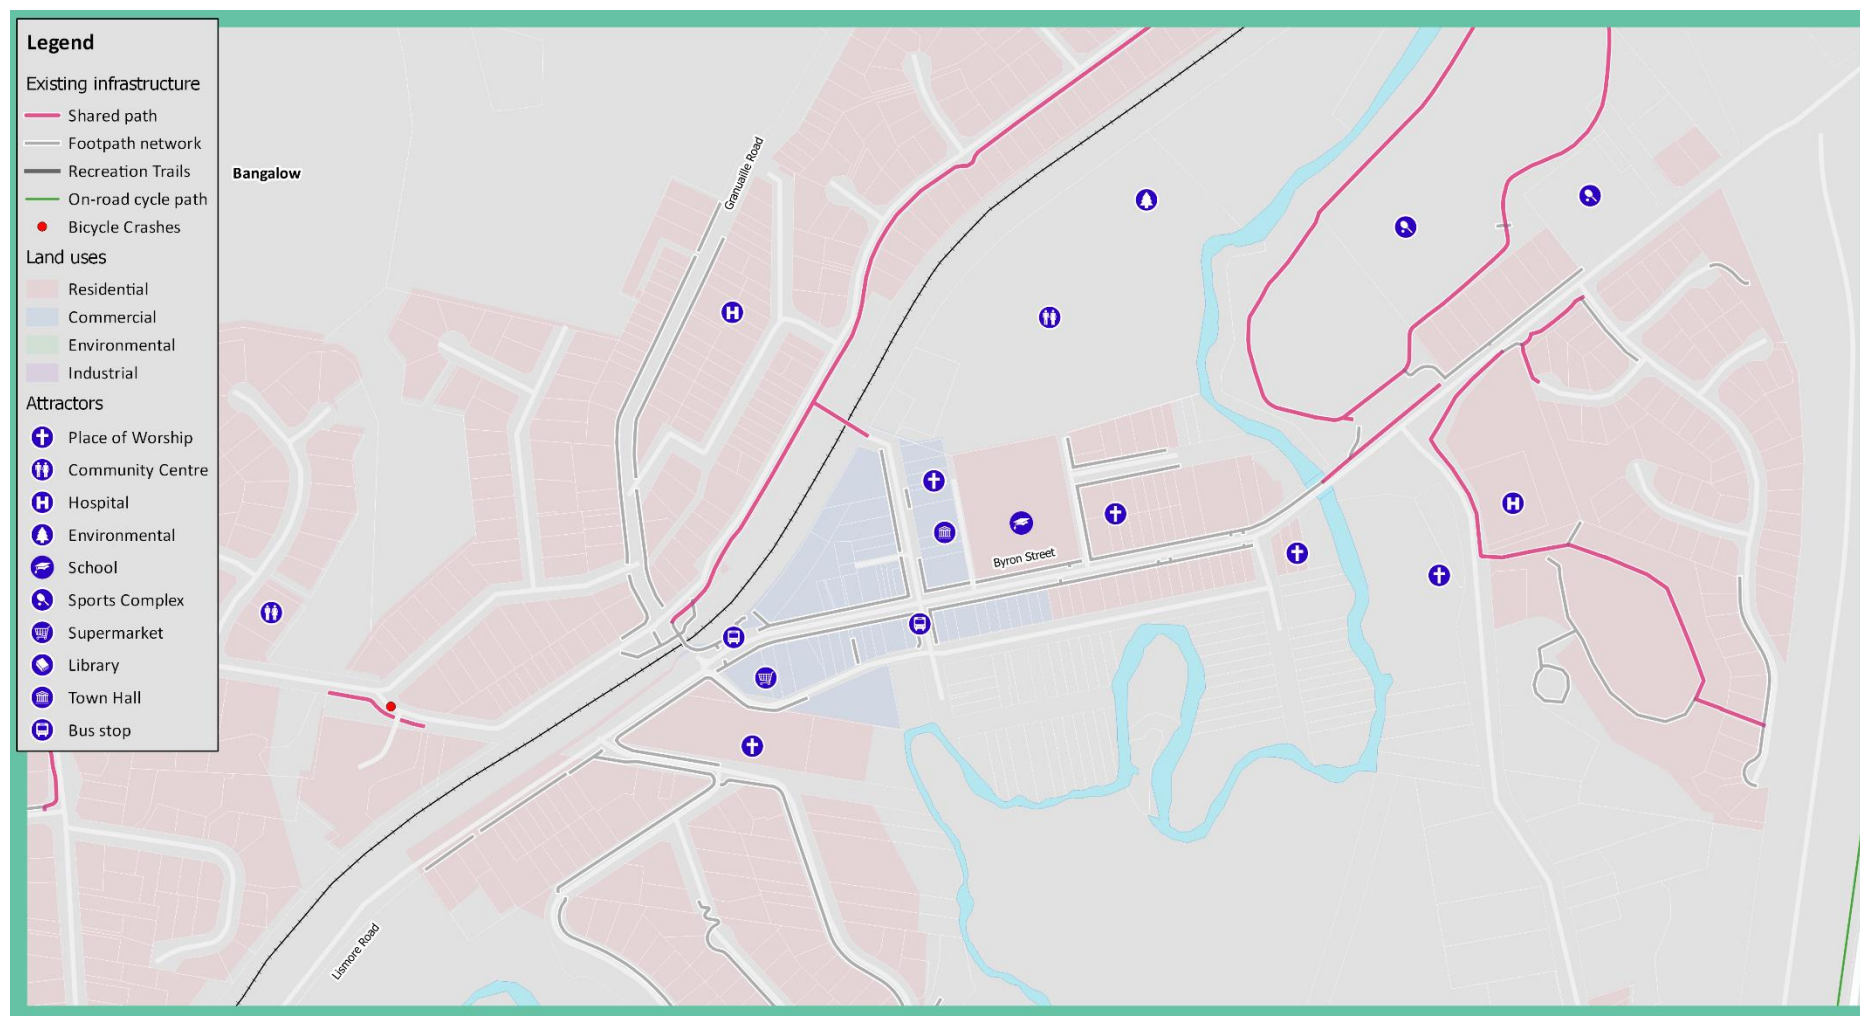 Legend
Existing infrastructure
Shared path
Footpath network
Recreation Trails
On-road cycle path
Bicycle Crashes
Land uses
Residential
Commercial
Environmental
Industrial
Attractors
Place of Worship
Community Centre
Hospital
Environmental
School
Sports Complex
Supermarket
Library
Town Hall
Bus stop
Bangalow
Granuaille Road
Byron Street
Lismore Road